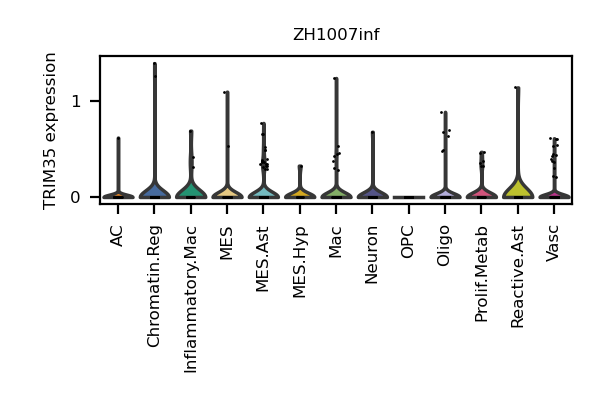 ZH1007inf
TRIM35 expression
1
0
AC
Chromatin.Reg
Inflammatory.Mac
MES
MES.Ast
MES.Hyp
Mac
Neuron
OPC
Oligo
Prolif.Metab
Reactive.Ast
Vasc